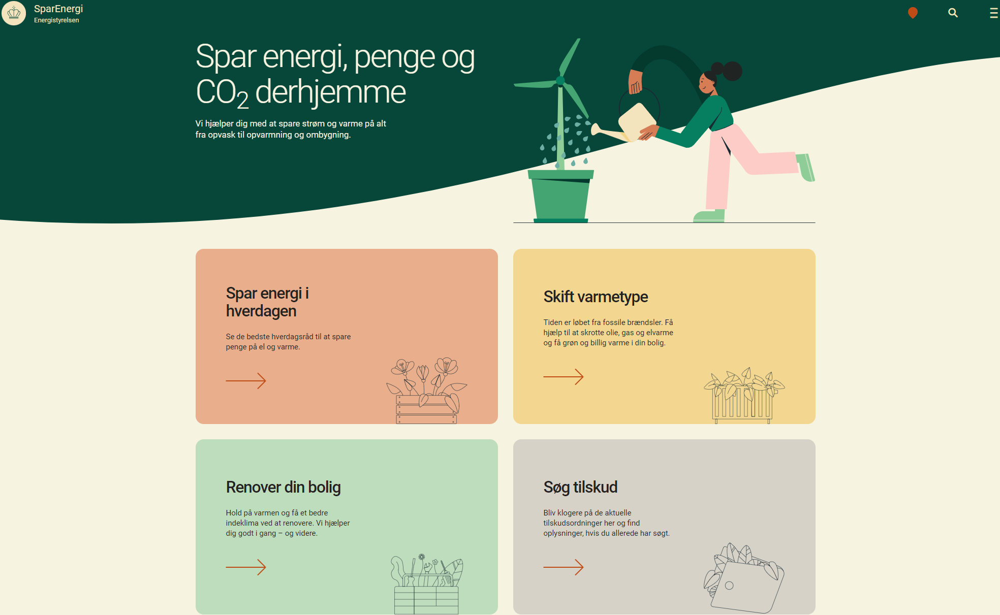 SparEnergi
Energistyrelsen
Spar energi, penge og
CO2 derhjemme
Vi hjælper dig med at spare strøm og varme på alt
fra opvask til opvarmning og ombygning.
Spar energi i
hverdagen
Se de bedste hverdagsråd til at spare
penge på el og varme.
Skift varmetype
Tiden er løbet fra fossile brændsler. Få
hjælp til at skrotte olie, gas og elvarme
og få grøn og billig varme i din bolig.
Renover din bolig
Hold på varmen og få et bedre
indeklima ved at renovere. Vi hjælper
dig godt i gang – og videre.
Søg tilskud
Bliv klogere på de aktuelle
tilskudsordninger her og find
oplysninger, hvis du allerede har søgt.